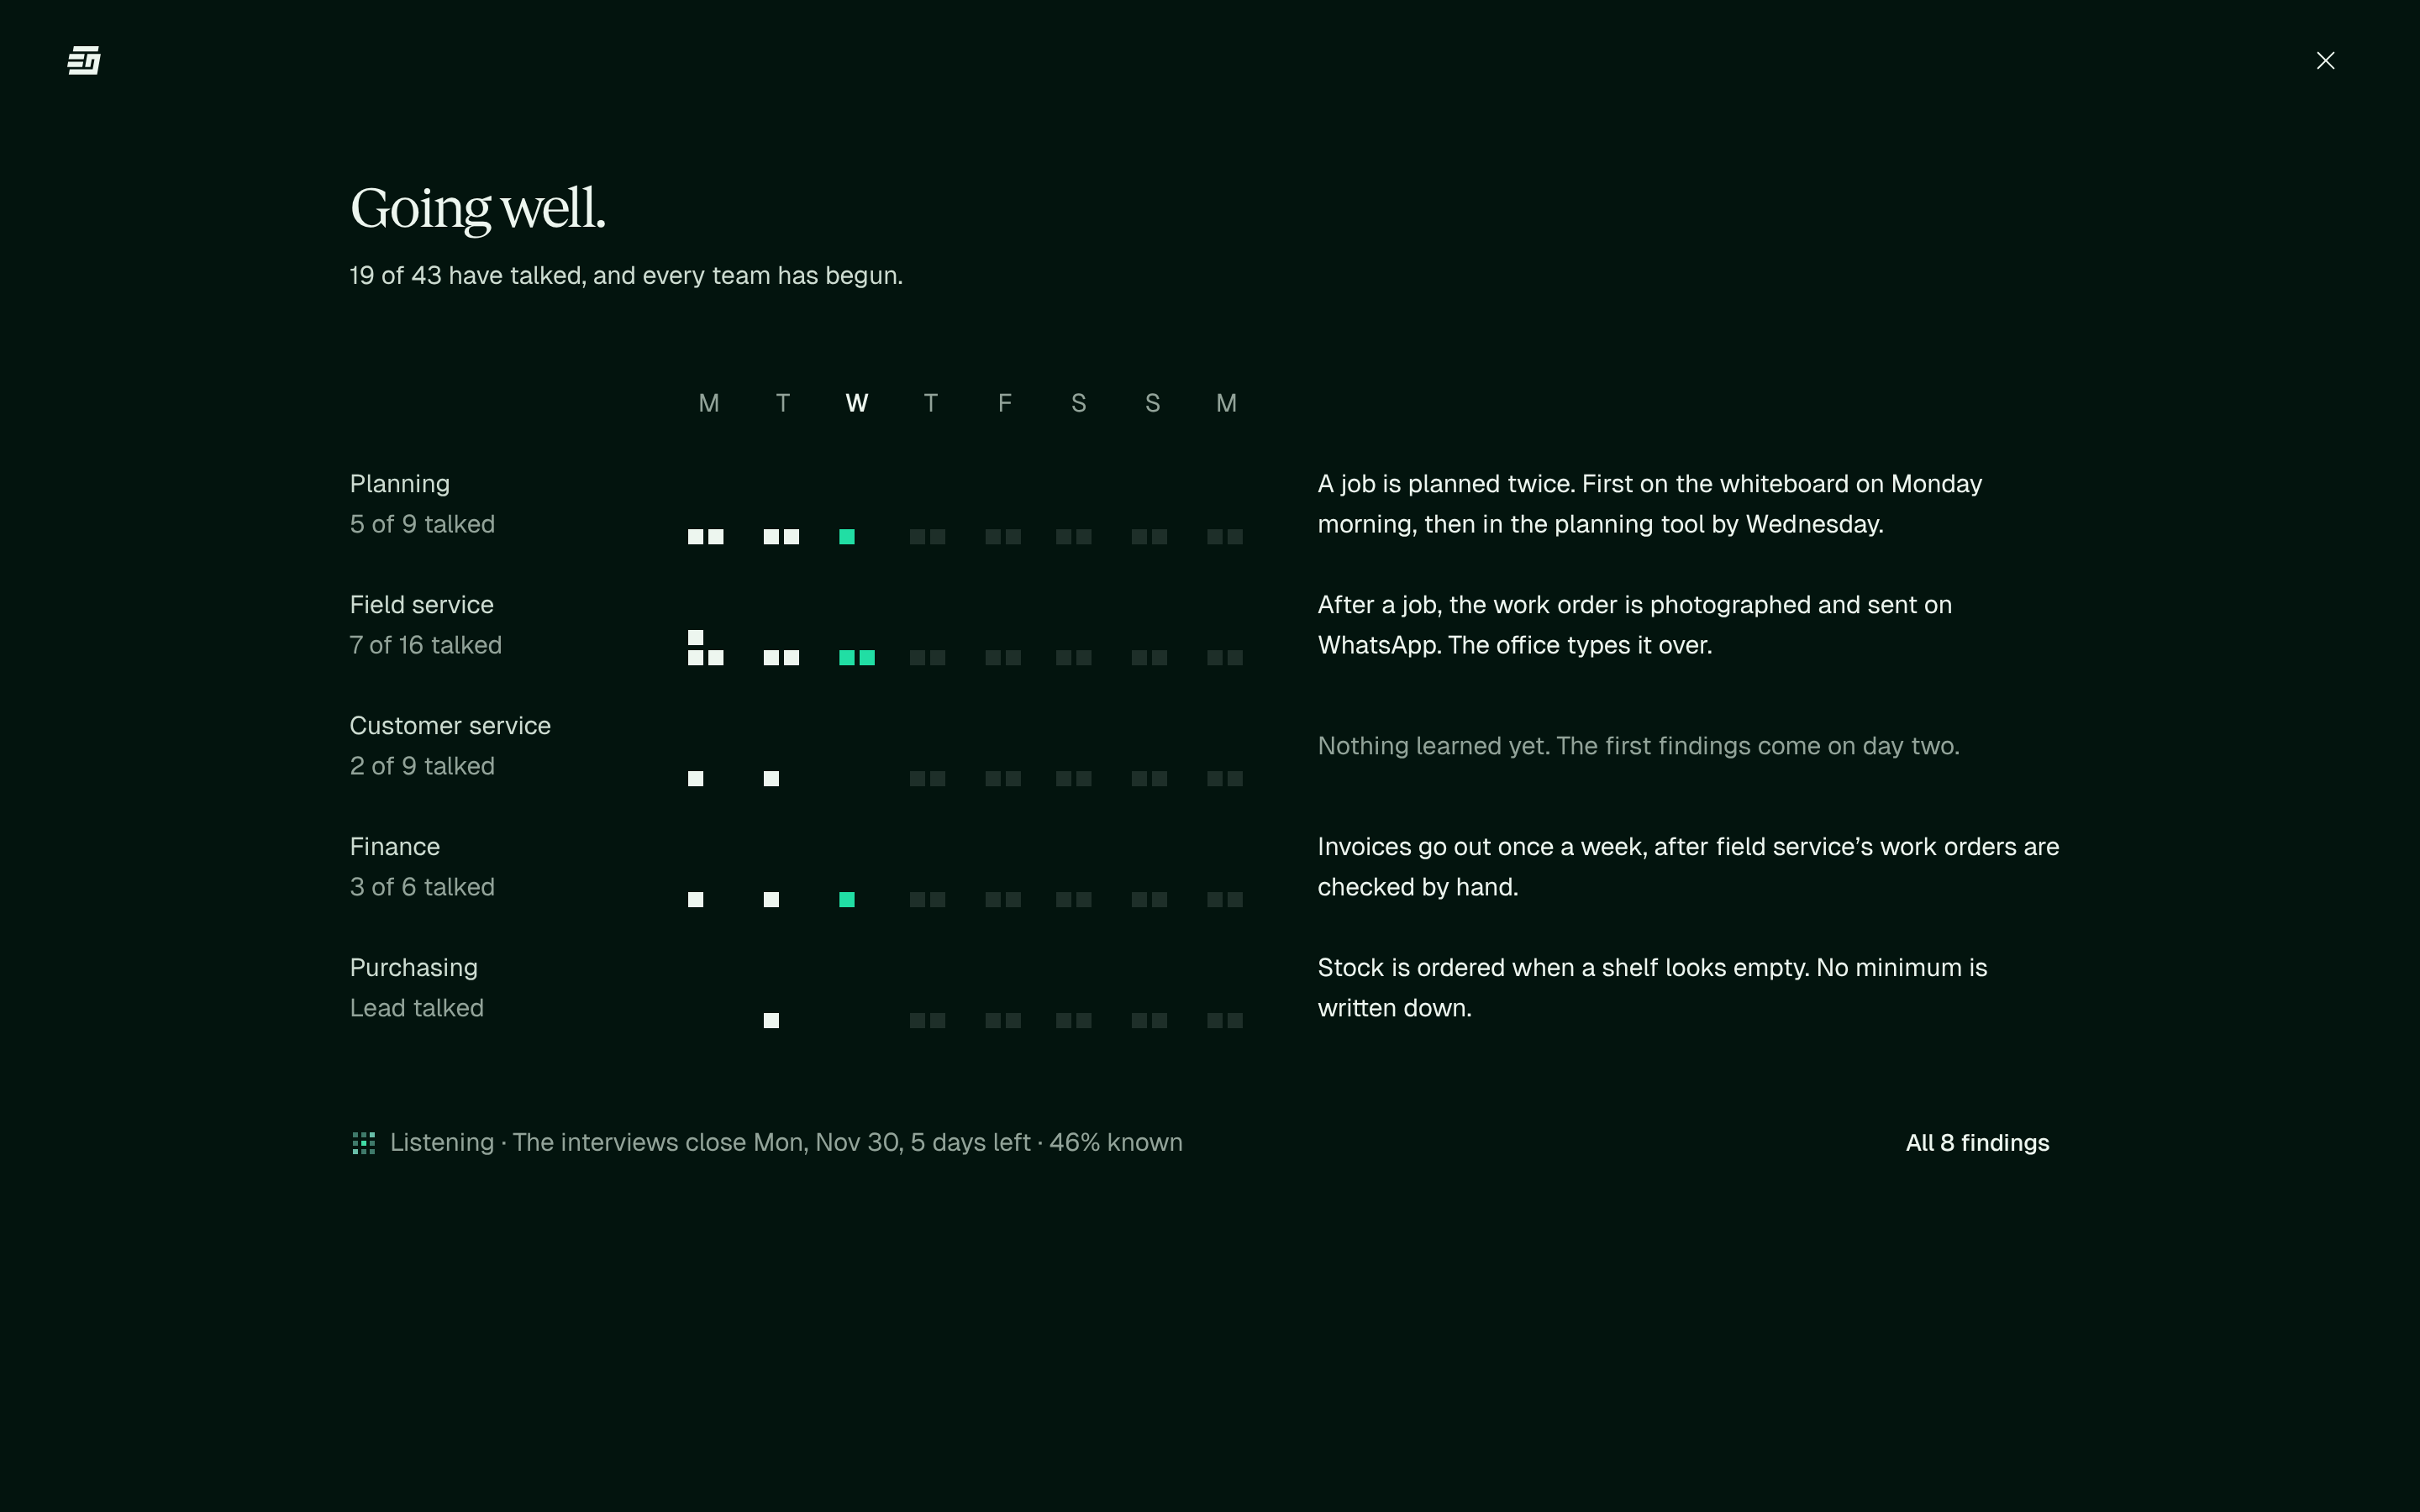 Going well.
19 of 43 have talked, and every team has begun.
M T W T F S S M
Planning
5 of 9 talked
A job is planned twice. First on the whiteboard on Monday
morning, then in the planning tool by Wednesday.
Field service
7 of 16 talked
After a job, the work order is photographed and sent on
WhatsApp. The office types it over.
Customer service
2 of 9 talked
Nothing learned yet. The first findings come on day two.
Finance
3 of 6 talked
Invoices go out once a week, after field service’s work orders are
checked by hand.
Purchasing
Lead talked
Stock is ordered when a shelf looks empty. No minimum is
written down.
Listening · The interviews close Mon, Nov 30, 5 days left · 46% known
All 8 findings